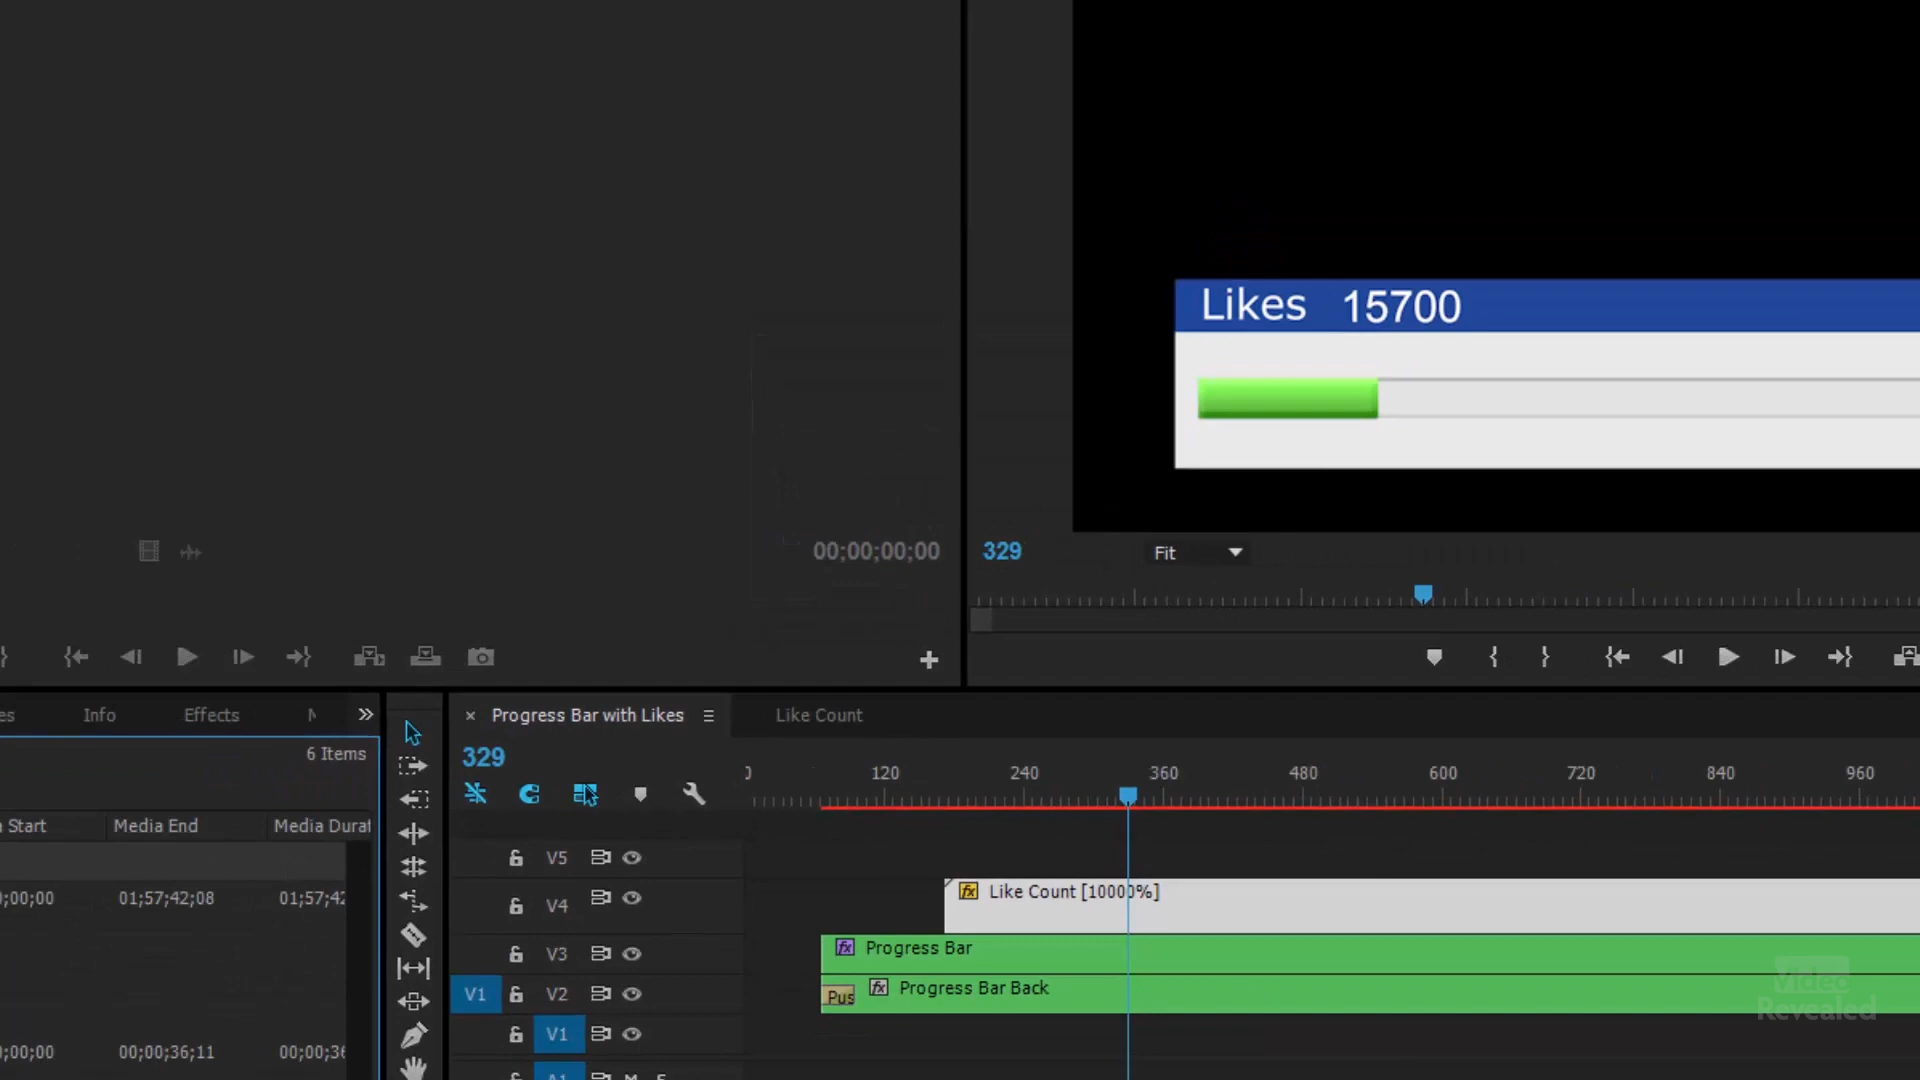 Likes 15700
00;00;00;00
329
Fit
es
Info
Effects
Progress Bar with Likes
Like Count
6 Items
329
0 120 240 360 480 600 720 840 960
Start
Media End
Media Durat
V5
Like Count [10000%]
;00;00
01;57;42;08
01;57;42
V4
V3
Progress Bar
V1
V2
Pus
Progress Bar Back
V1
;00;00
00;00;36;11
00;00;36
A1
M
S
Video
Revealed